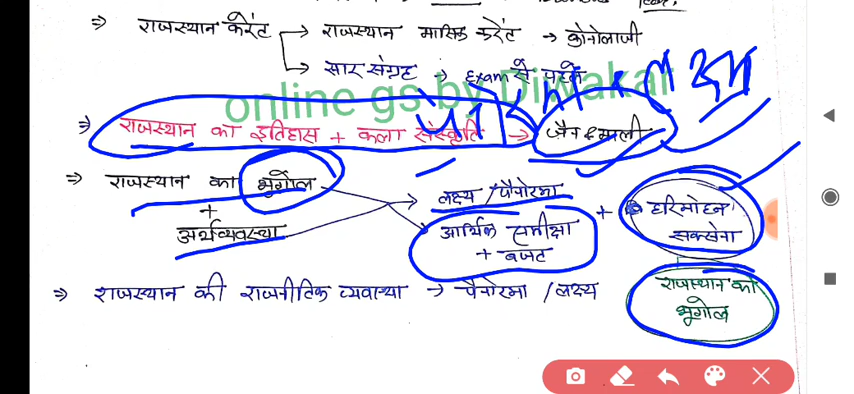 ⇒ राजस्थान करेंट → राजस्थान मासिक करेंट → क्रोनोलाजी
→ सार संग्रह → Exam से पहले
online gs by Diwakar
⇒ राजस्थान का इतिहास + कला संस्कृति → जैन & माली
⇒ राजस्थान का भूगोल + अर्थव्यवस्था
लक्ष्य / पैनोरमा
आर्थिक समीक्षा + बजट
+ हरिमोहन सक्सेना
राजस्थान का भूगोल
⇒ राजस्थान की राजनीतिक व्यवस्था → पैनोरमा / लक्ष्य